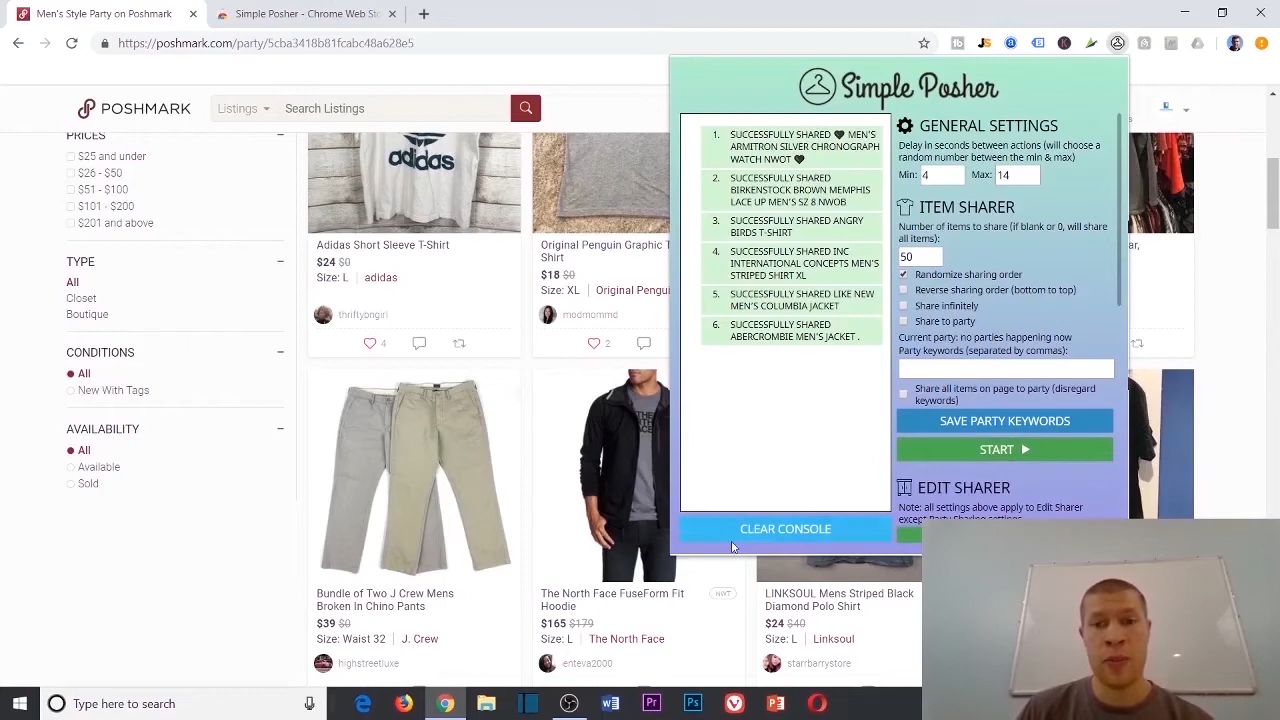 Men's Style Party on Poshmark
Simple Posher - Chrome Web Sto
https://poshmark.com/party/5cba3418b81fcabc48a628e5
POSHMARK
Listings
Search Listings
PRICES
$25 and under
$26 - $50
$51 - $100
$101 - $200
$201 and above
TYPE
All
Closet
Boutique
CONDITIONS
All
New With Tags
AVAILABILITY
All
Available
Sold
adidas
Adidas Short Sleeve T-Shirt
$24 $0
Size: L
adidas
thriftybngirl
4
Original Penguin Graphic T
Shirt
$18 $0
Size: XL
Original Pengui
modmommd
2
Bundle of Two J Crew Mens
Broken In Chino Pants
$39 $0
Size: Waist 32
J. Crew
highstreetluxe
The North Face FuseForm Fit
Hoodie
NWT
$165 $179
Size: L
The North Face
enteva2000
LINKSOUL Mens Striped Black
Diamond Polo Shirt
$24 $40
Size: L
Linksoul
starrbarrystore
Simple Posher
1. SUCCESSFULLY SHARED 🖤 MEN'S
ARMITRON SILVER CHRONOGRAPH
WATCH NWOT 🖤
2. SUCCESSFULLY SHARED
BIRKENSTOCK BROWN MEMPHIS
LACE UP MEN'S SZ 8 NWOB
3. SUCCESSFULLY SHARED ANGRY
BIRDS T-SHIRT
4. SUCCESSFULLY SHARED INC
INTERNATIONAL CONCEPTS MEN'S
STRIPED SHIRT XL
5. SUCCESSFULLY SHARED LIKE NEW
MEN'S COLUMBIA JACKET
6. SUCCESSFULLY SHARED
ABERCROMBIE MEN'S JACKET .
CLEAR CONSOLE
GENERAL SETTINGS
Delay in seconds between actions (will choose a
random number between the min & max)
Min: 4 Max: 14
ITEM SHARER
Number of items to share (if blank or 0, will share
all items):
50
Randomize sharing order
Reverse sharing order (bottom to top)
Share infinitely
Share to party
Current party: no parties happening now
Party keywords (separated by commas):
Share all items on page to party (disregard
keywords)
SAVE PARTY KEYWORDS
START
EDIT SHARER
Note: all settings above apply to Edit Sharer
except Party Sharing settings
Type here to search